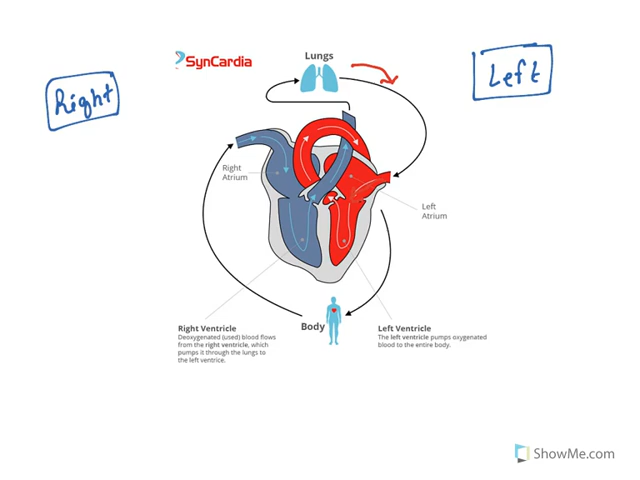 SynCardia
Lungs
Right
Left
Right
Atrium
Left
Atrium
Right Ventricle
Deoxygenated (used) blood flows
from the right ventricle, which
pumps it through the lungs to
the left ventrice.
Body
Left Ventricle
The left ventricle pumps oxygenated
blood to the entire body.
ShowMe.com